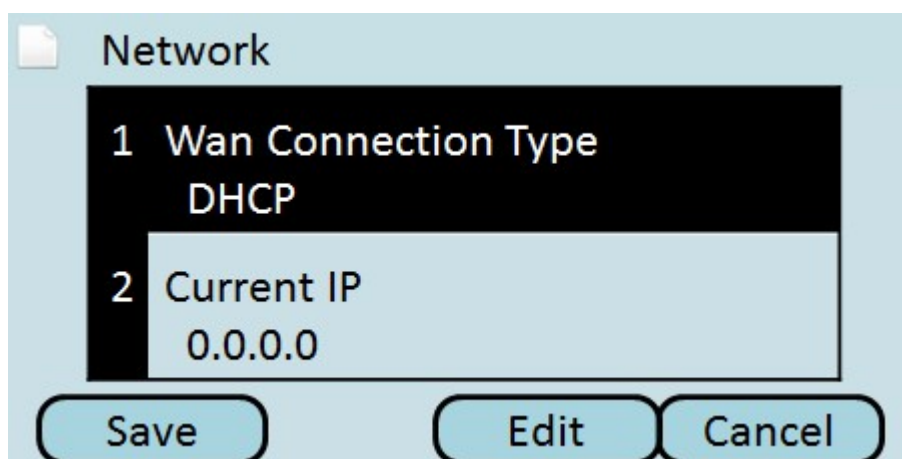 Network
1 Wan Connection Type
DHCP
2 Current IP
0.0.0.0
Save Edit Cancel